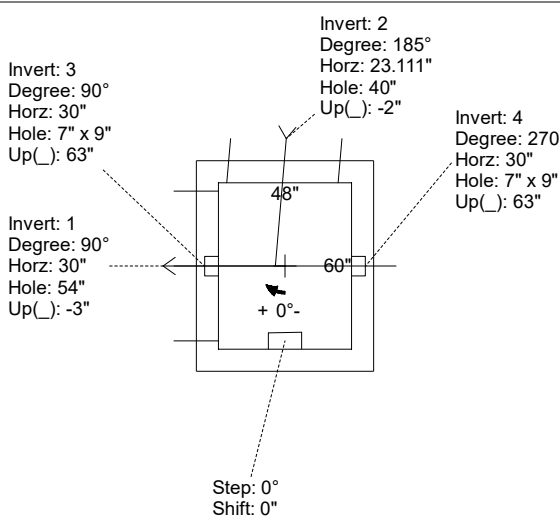 Invert: 2
Degree: 185°
Horz: 23.111"
Hole: 40"
Up(_): -2"
Invert: 3
Degree: 90°
Horz: 30"
Hole: 7" x 9"
Up(_): 63"
Invert: 4
Degree: 270
Horz: 30"
Hole: 7" x 9"
Up(_): 63"
48"
Invert: 1
Degree: 90°
Horz: 30"
Hole: 54"
Up(_): -3"
60"
+ 0°-
Step: 0°
Shift: 0"